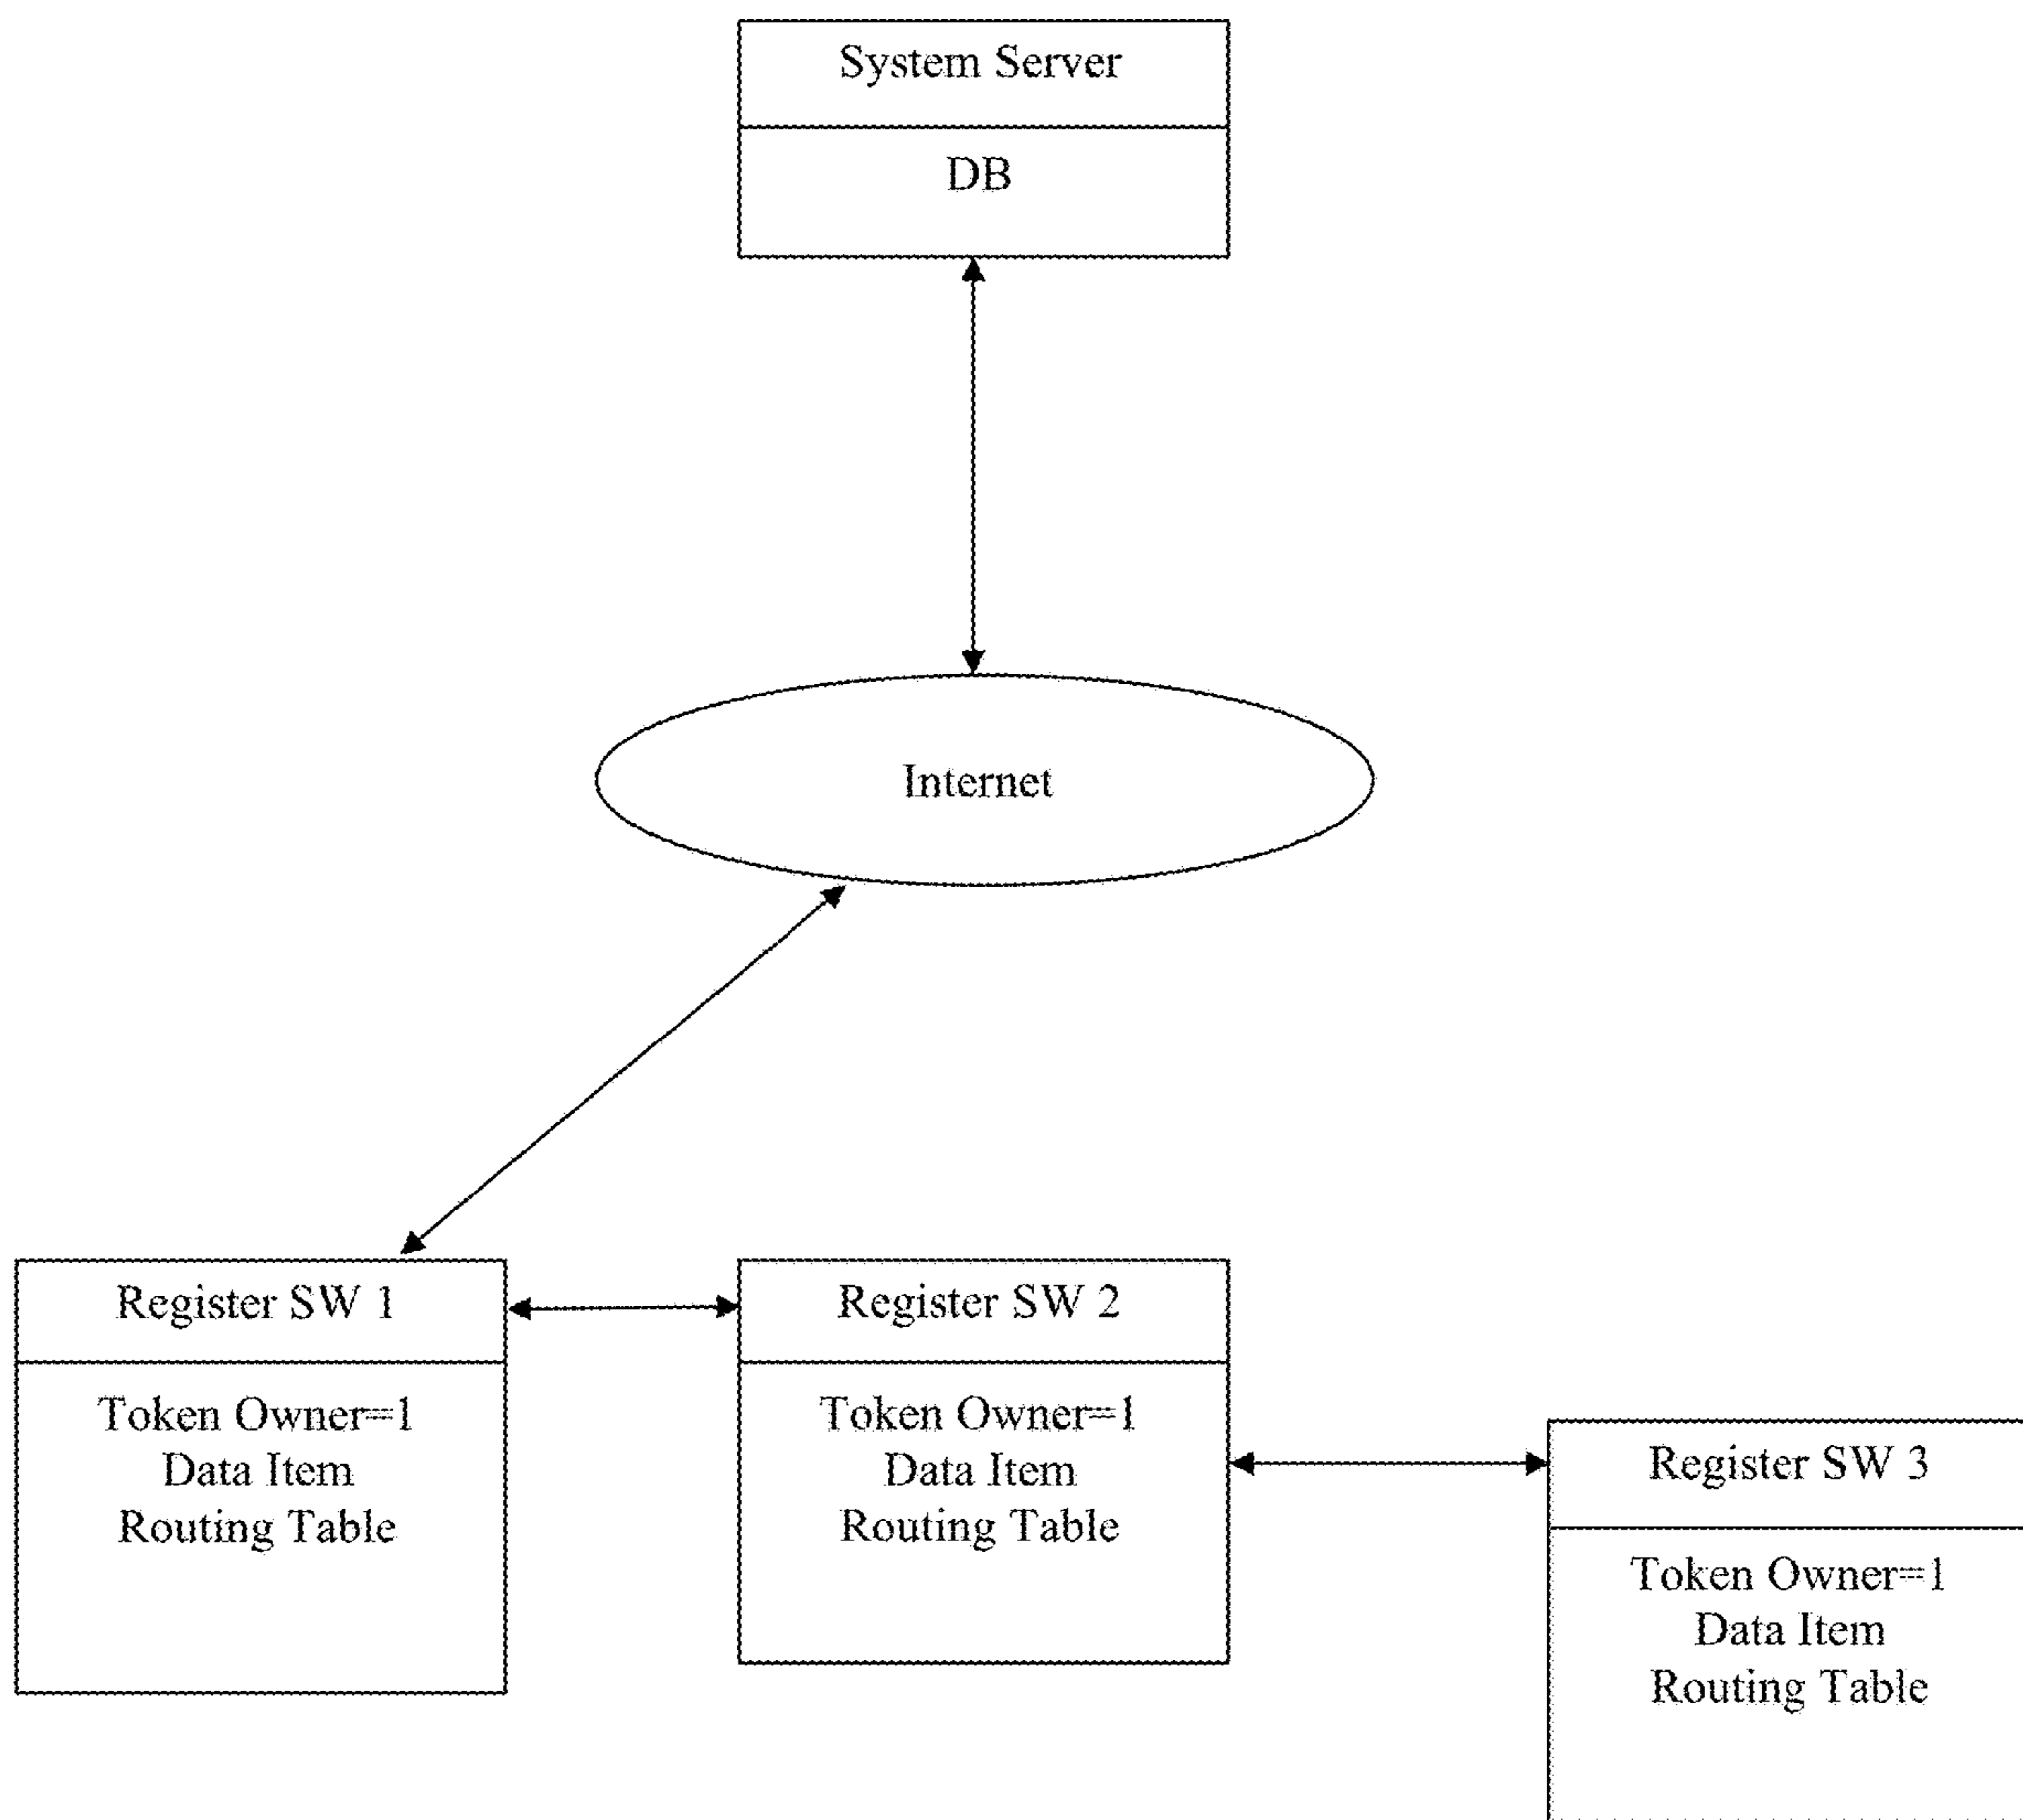 System Server
DB
Internet
Register SW 1
Token Owner=1
Data Item
Routing Table
Register SW 2
Token Owner=1
Data Item
Routing Table
Register SW 3
Token Owner=1
Data Item
Routing Table